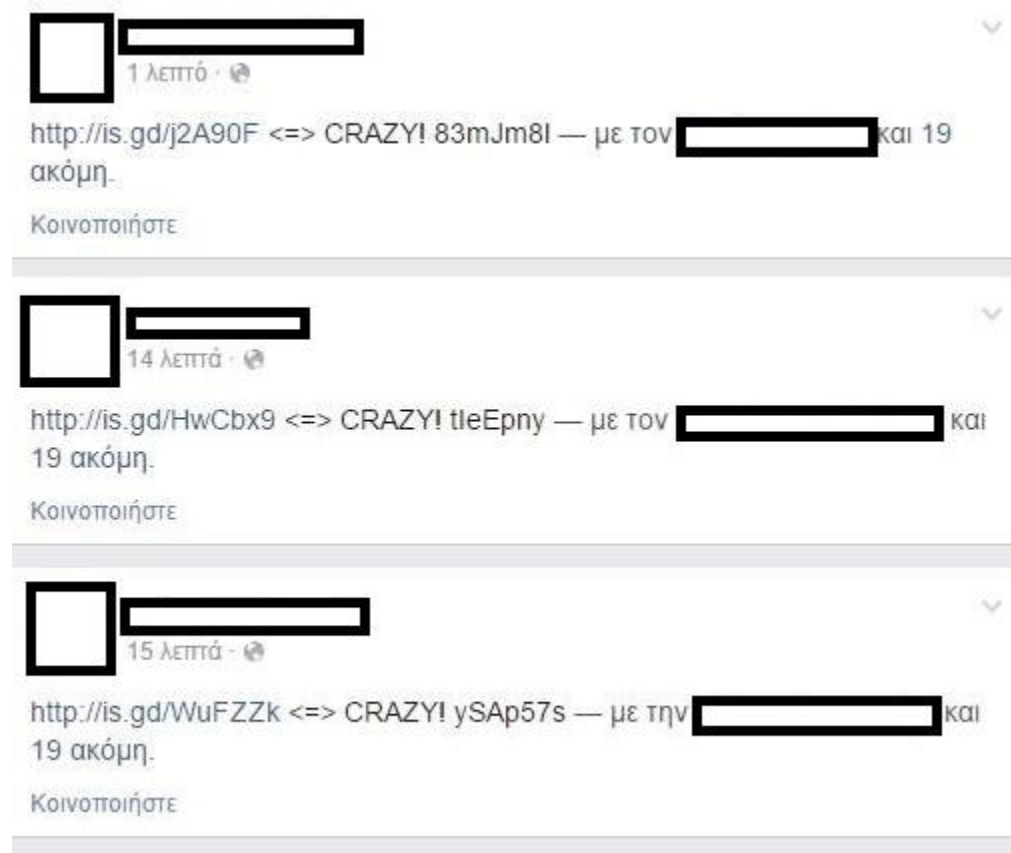 1 λεπτό ·
http://is.gd/j2A90F <=> CRAZY! 83mJm8I — με τον και 19
ακόμη.
Κοινοποιήστε
14 λεπτά ·
http://is.gd/HwCbx9 <=> CRAZY! tIeEpny — με τον και
19 ακόμη.
Κοινοποιήστε
15 λεπτά ·
http://is.gd/WuFZZk <=> CRAZY! ySAp57s — με την και
19 ακόμη.
Κοινοποιήστε